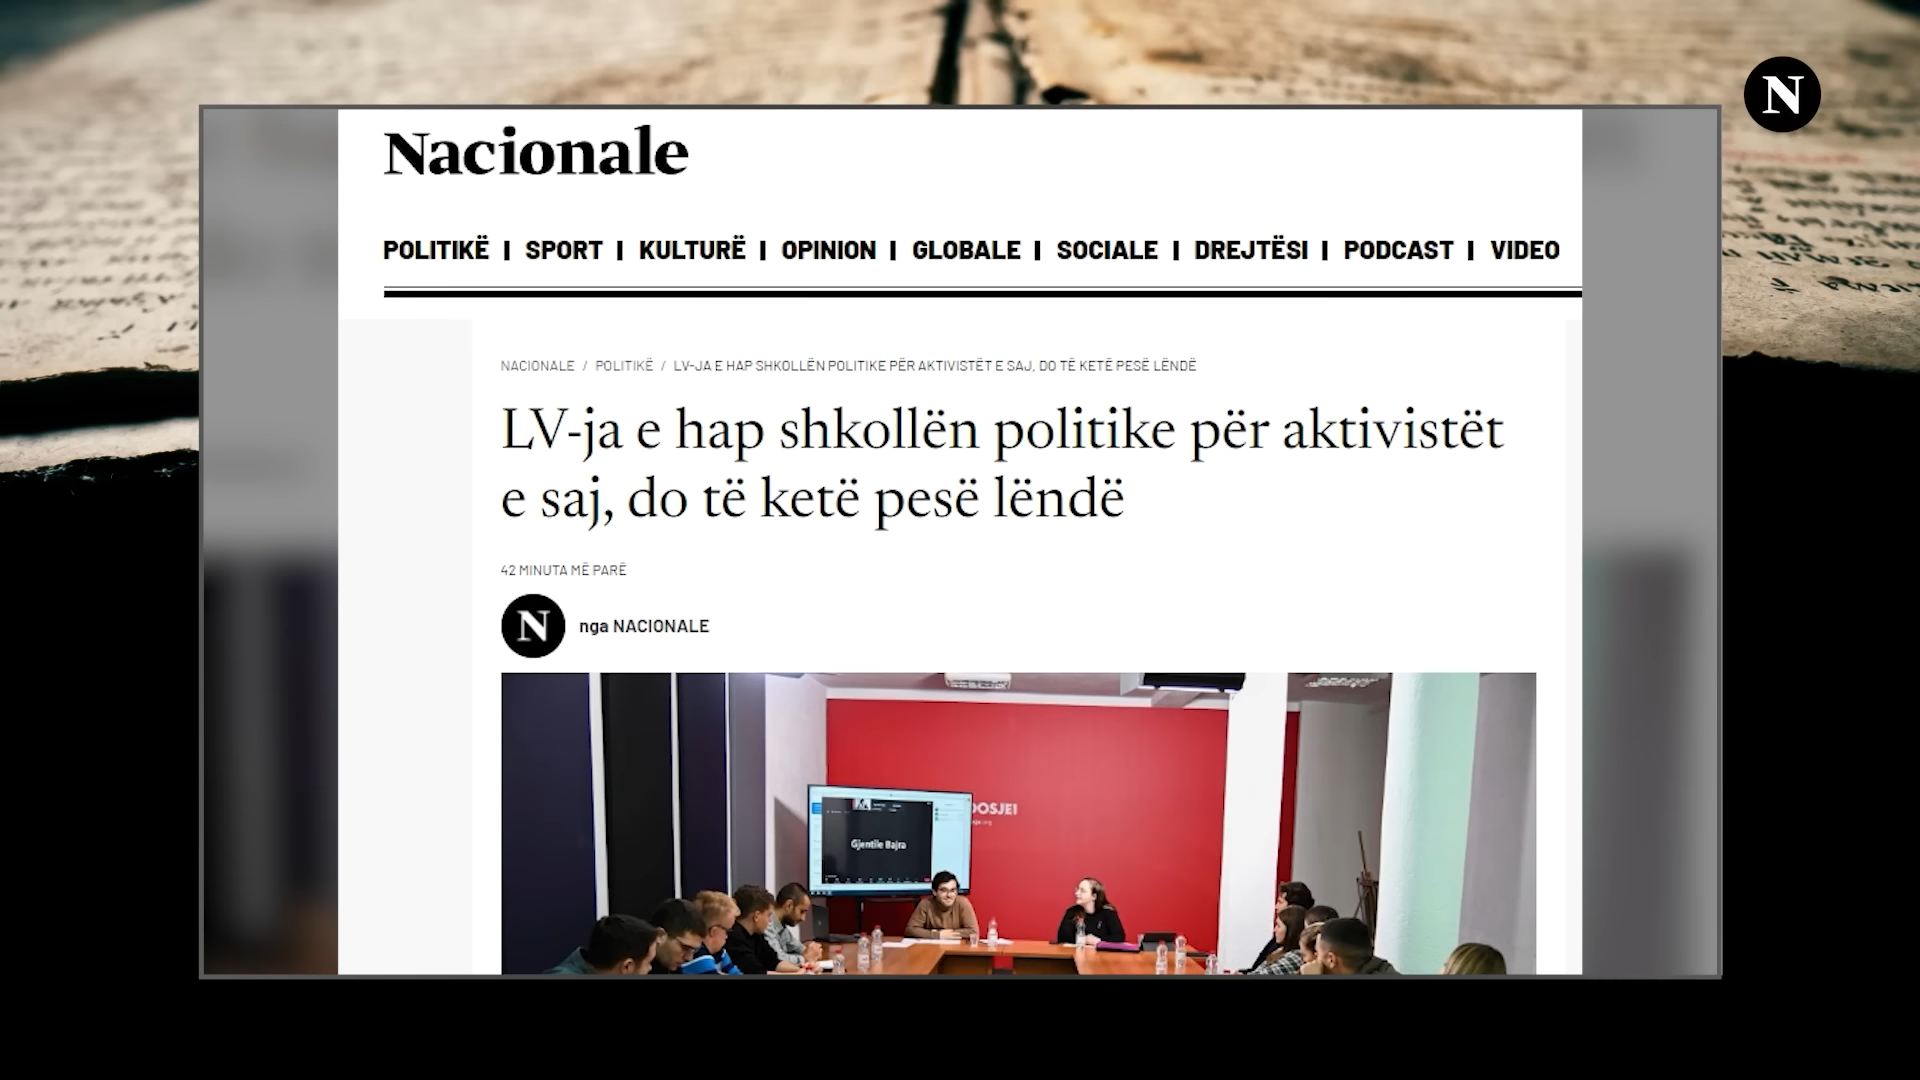 N
Nacionale
POLITIKË | SPORT | KULTURË | OPINION | GLOBALE | SOCIALE | DREJTËSI | PODCAST | VIDEO
NACIONALE / POLITIKË / LV-JA E HAP SHKOLLËN POLITIKE PËR AKTIVISTËT E SAJ, DO TË KETË PESË LËNDË
LV-ja e hap shkollën politike për aktivistët
e saj, do të ketë pesë lëndë
42 MINUTA MË PARË
N nga NACIONALE
OSJE!
Gjentile Bajra